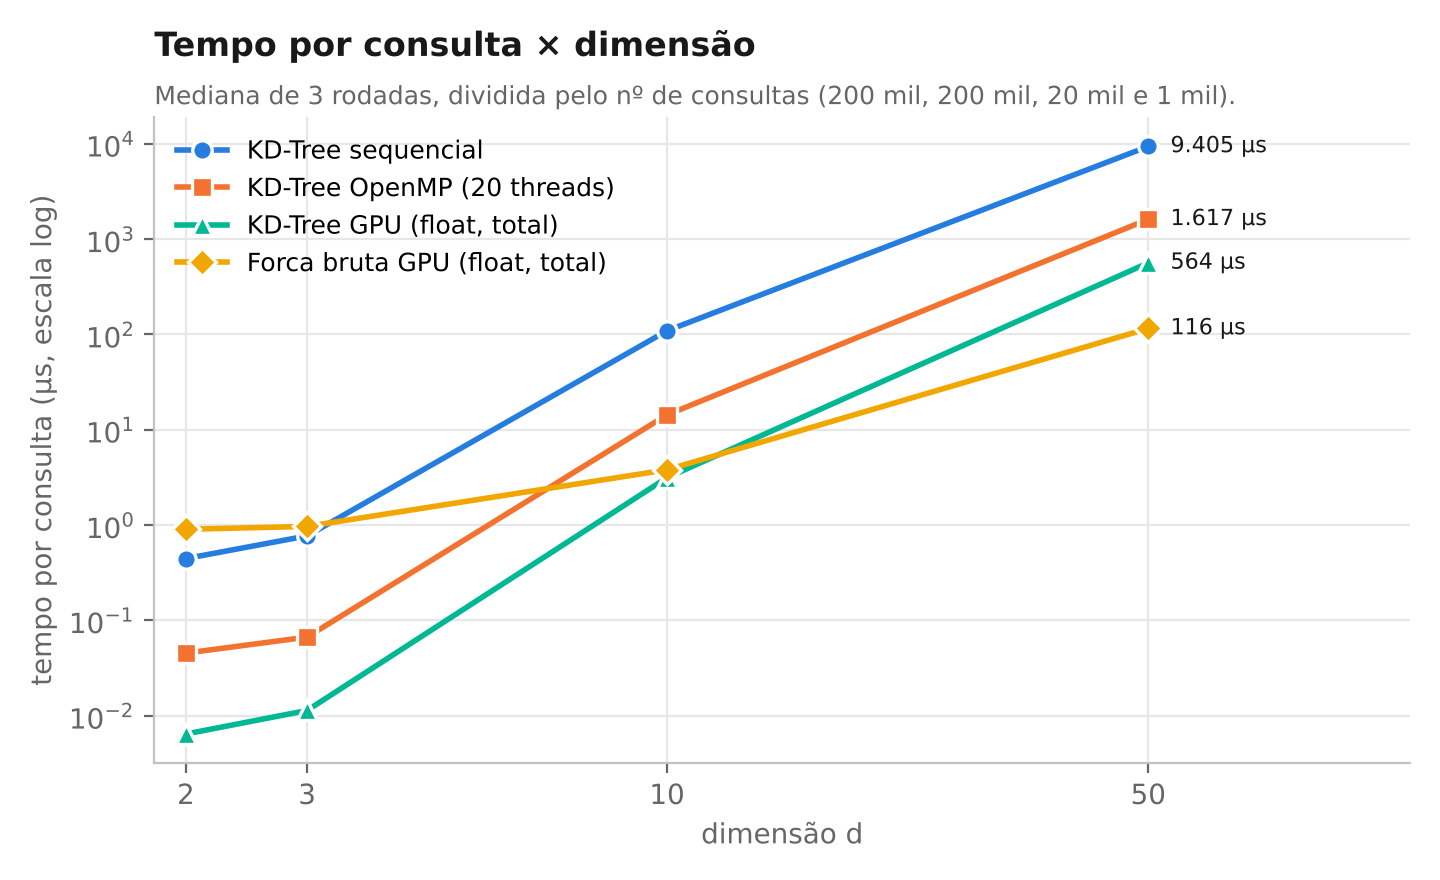 Tempo por consulta × dimensão
Mediana de 3 rodadas, dividida pelo nº de consultas (200 mil, 200 mil, 20 mil e 1 mil).
tempo por consulta (µs, escala log)
10⁴
10³
10²
10¹
10⁰
10⁻¹
10⁻²
KD-Tree sequencial
KD-Tree OpenMP (20 threads)
KD-Tree GPU (float, total)
Forca bruta GPU (float, total)
9.405 µs
1.617 µs
564 µs
116 µs
2
3
10
50
dimensão d